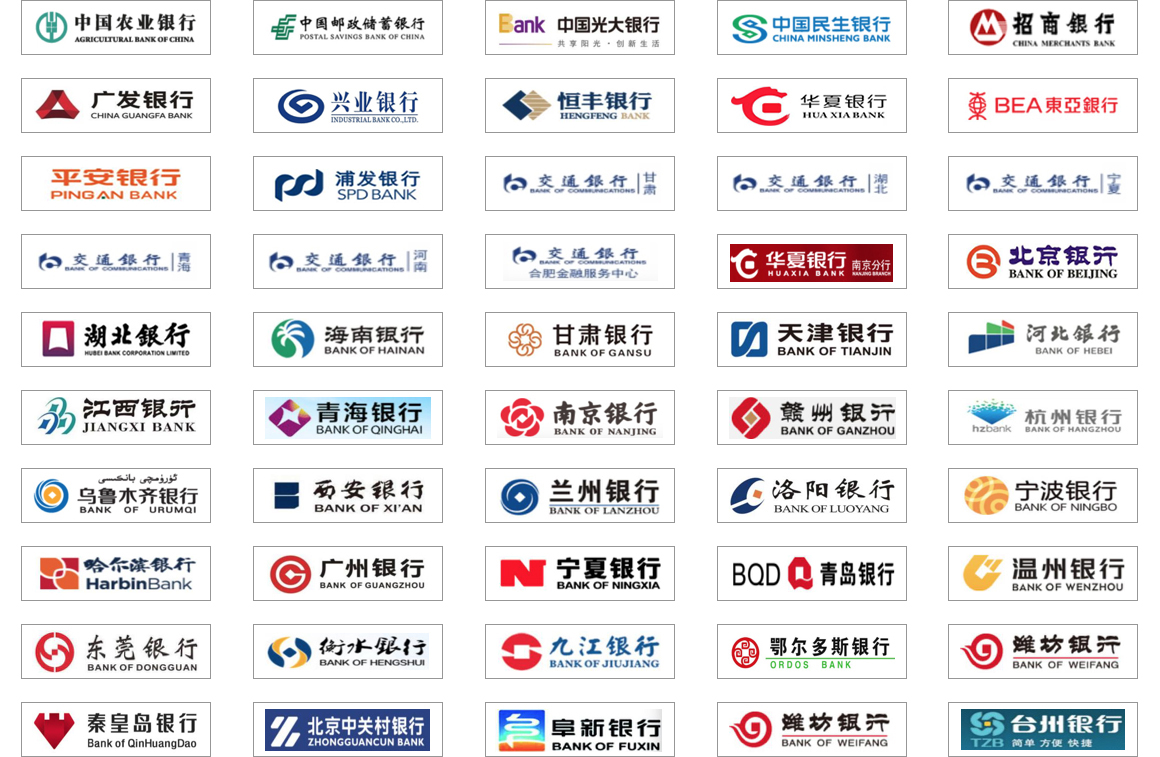 中国农业银行
AGRICULTURAL BANK OF CHINA
中国邮政储蓄银行
POSTAL SAVINGS BANK OF CHINA
Bank 中国光大银行
共享阳光·创新生活
中国民生银行
CHINA MINSHENG BANK
招商银行
CHINA MERCHANTS BANK
广发银行
CHINA GUANGFA BANK
兴业银行
INDUSTRIAL BANK CO.,LTD.
恒丰银行
HENGFENG BANK
华夏银行
HUA XIA BANK
BEA東亞銀行
平安银行
PINGAN BANK
浦发银行
SPD BANK
交通銀行 甘肃
BANK OF COMMUNICATIONS
交通銀行 湖北
BANK OF COMMUNICATIONS
交通銀行 宁夏
BANK OF COMMUNICATIONS
交通銀行 青海
BANK OF COMMUNICATIONS
交通銀行 河南
BANK OF COMMUNICATIONS
交通銀行
BANK OF COMMUNICATIONS
合肥金融服务中心
华夏银行 南京分行
HUAXIA BANK NANJING BRANCH
北京银行
BANK OF BEIJING
湖北银行
HUBEI BANK CORPORATION LIMITED
海南银行
BANK OF HAINAN
甘肃银行
BANK OF GANSU
天津银行
BANK OF TIANJIN
河北银行
BANK OF HEBEI
江西银行
JIANGXI BANK
青海银行
BANK OF QINGHAI
南京银行
BANK OF NANJING
赣州银行
BANK OF GANZHOU
hzbank 杭州银行
BANK OF HANGZHOU
ئۈرۈمچى بانكىسى
乌鲁木齐银行
BANK OF URUMQI
西安银行
BANK OF XI'AN
兰州银行
BANK OF LANZHOU
洛阳银行
BANK OF LUOYANG
宁波银行
BANK OF NINGBO
哈尔滨银行
HarbinBank
广州银行
BANK OF GUANGZHOU
宁夏银行
BANK OF NINGXIA
BQD 青岛银行
温州银行
BANK OF WENZHOU
东莞银行
BANK OF DONGGUAN
衡水银行
BANK OF HENGSHUI
九江银行
BANK OF JIUJIANG
鄂尔多斯银行
ORDOS BANK
潍坊银行
BANK OF WEIFANG
秦皇岛银行
Bank of QinHuangDao
北京中关村银行
ZHONGGUANCUN BANK
阜新银行
BANK OF FUXIN
潍坊银行
BANK OF WEIFANG
台州银行
TZB 简单 方便 快捷